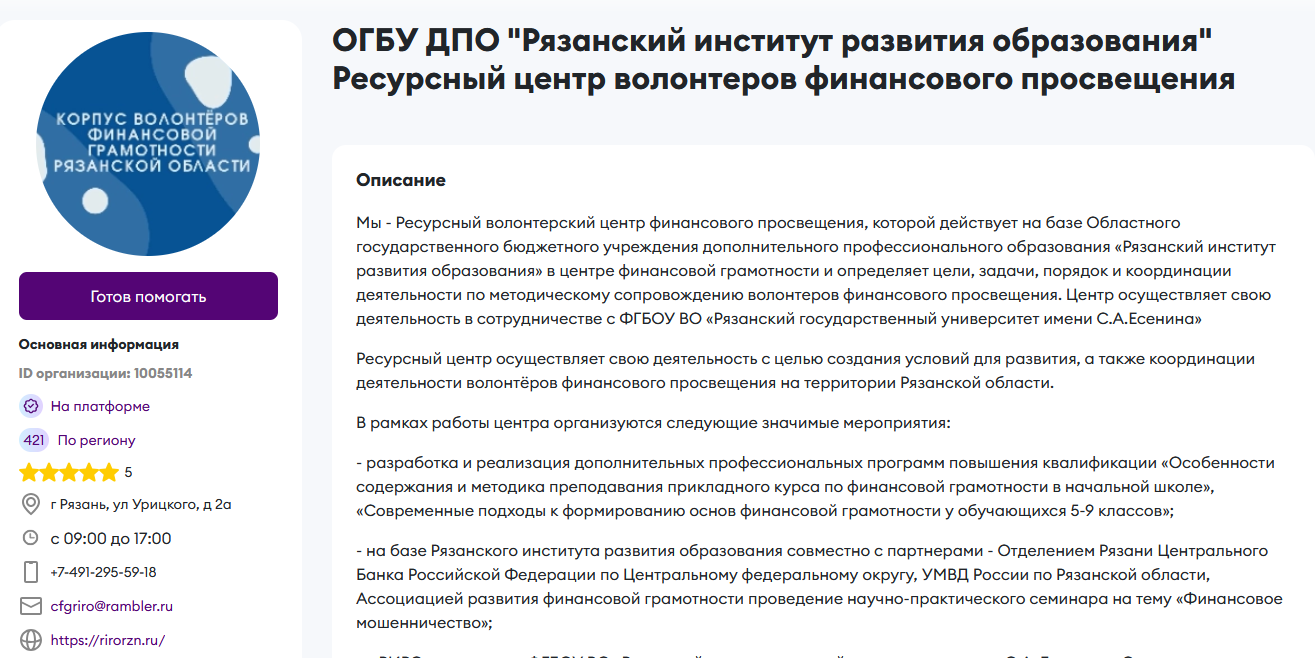 КОРПУС ВОЛОНТЁРОВ
ФИНАНСОВОЙ
ГРАМОТНОСТИ
РЯЗАНСКОЙ ОБЛАСТИ
Готов помогать
Основная информация
ID организации: 10055114
На платформе
421 По региону
5
г Рязань, ул Урицкого, д 2а
с 09:00 до 17:00
+7-491-295-59-18
cfgriro@rambler.ru
https://rirorzn.ru/
ОГБУ ДПО "Рязанский институт развития образования"
Ресурсный центр волонтеров финансового просвещения
Описание
Мы - Ресурсный волонтерский центр финансового просвещения, которой действует на базе Областного
государственного бюджетного учреждения дополнительного профессионального образования «Рязанский институт
развития образования» в центре финансовой грамотности и определяет цели, задачи, порядок и координации
деятельности по методическому сопровождению волонтеров финансового просвещения. Центр осуществляет свою
деятельность в сотрудничестве с ФГБОУ ВО «Рязанский государственный университет имени С.А.Есенина»
Ресурсный центр осуществляет свою деятельность с целью создания условий для развития, а также координации
деятельности волонтёров финансового просвещения на территории Рязанской области.
В рамках работы центра организуются следующие значимые мероприятия:
- разработка и реализация дополнительных профессиональных программ повышения квалификации «Особенности
содержания и методика преподавания прикладного курса по финансовой грамотности в начальной школе»,
«Современные подходы к формированию основ финансовой грамотности у обучающихся 5-9 классов»;
- на базе Рязанского института развития образования совместно с партнерами - Отделением Рязани Центрального
Банка Российской Федерации по Центральному федеральному округу, УМВД России по Рязанской области,
Ассоциацией развития финансовой грамотности проведение научно-практического семинара на тему «Финансовое
мошенничество»;